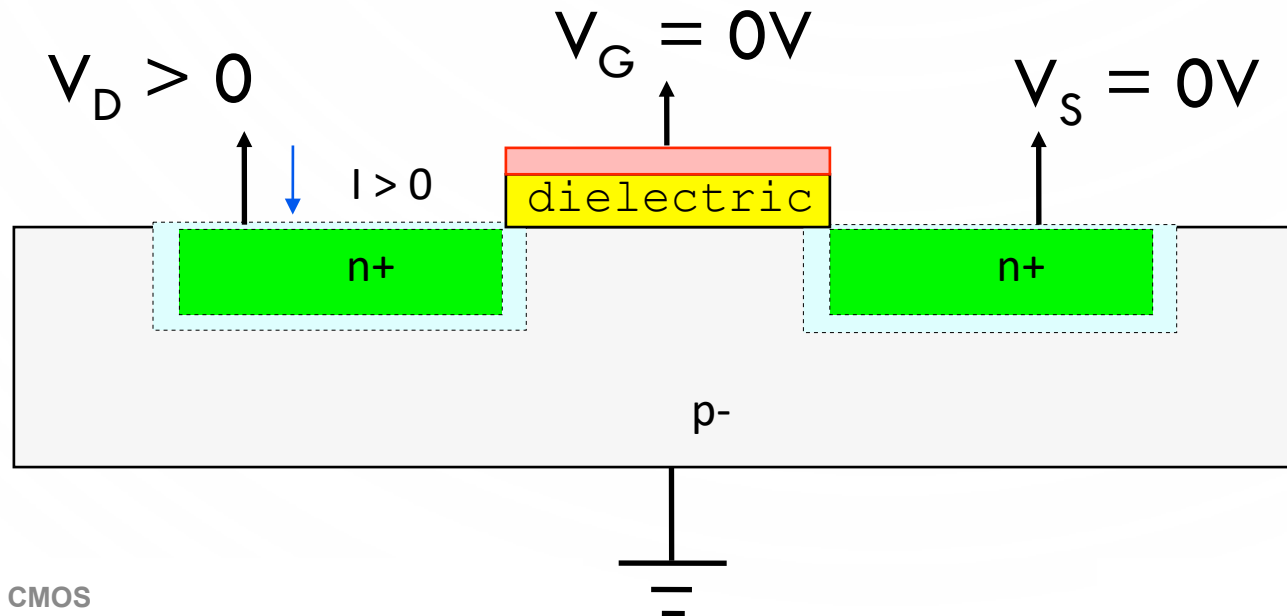 V_G = 0V
V_D > 0
V_S = 0V
I > 0
dielectric
n+
n+
p-
CMOS